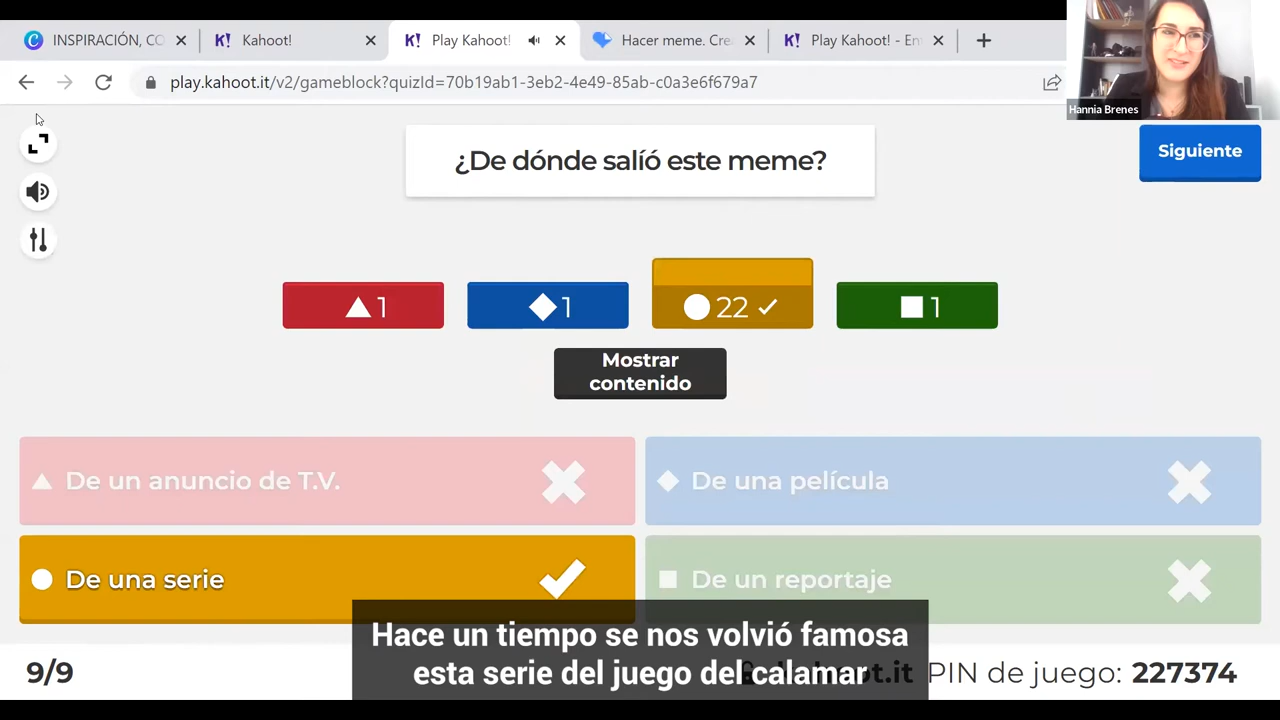 INSPIRACIÓN, CO
Kahoot!
Play Kahoot!
Hacer meme. Cre
Play Kahoot! - En
play.kahoot.it/v2/gameblock?quizId=70b19ab1-3eb2-4e49-85ab-c0a3e6f679a7
Hannia Brenes
¿De dónde salíó este meme?
Siguiente
1
1
22
1
Mostrar
contenido
De un anuncio de T.V.
De una película
De una serie
De un reportaje
Hace un tiempo se nos volvió famosa
esta serie del juego del calamar
9/9
ot.it PIN de juego: 227374